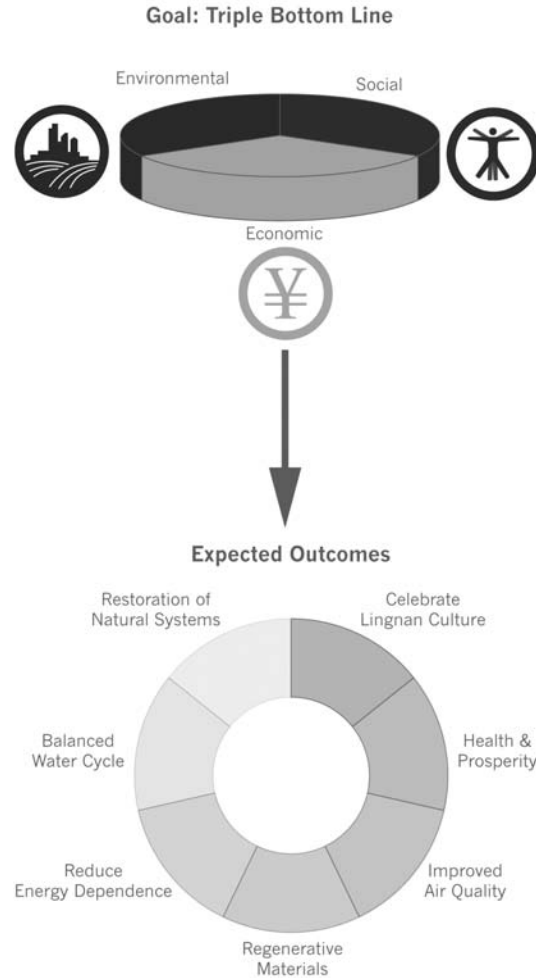 Goal: Triple Bottom Line
Environmental
Social
Economic
¥
Expected Outcomes
Restoration of
Natural Systems
Celebrate
Lingnan Culture
Balanced
Water Cycle
Health &
Prosperity
Reduce
Energy Dependence
Improved
Air Quality
Regenerative
Materials